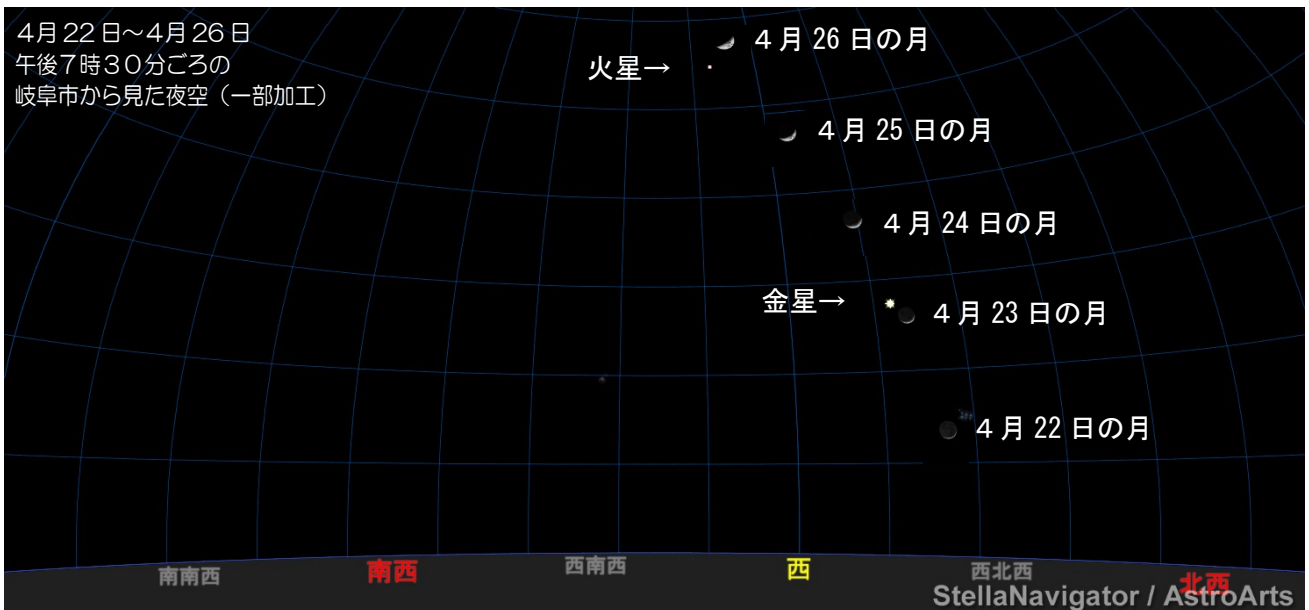 4月22日～4月26日
午後7時30分ごろの
岐阜市から見た夜空（一部加工）
４月 26 日の月
火星→
４月 25 日の月
４月 24 日の月
金星→
４月 23 日の月
４月 22 日の月
南南西
南西
西南西
西
西北西
北西
StellaNavigator / AstroArts